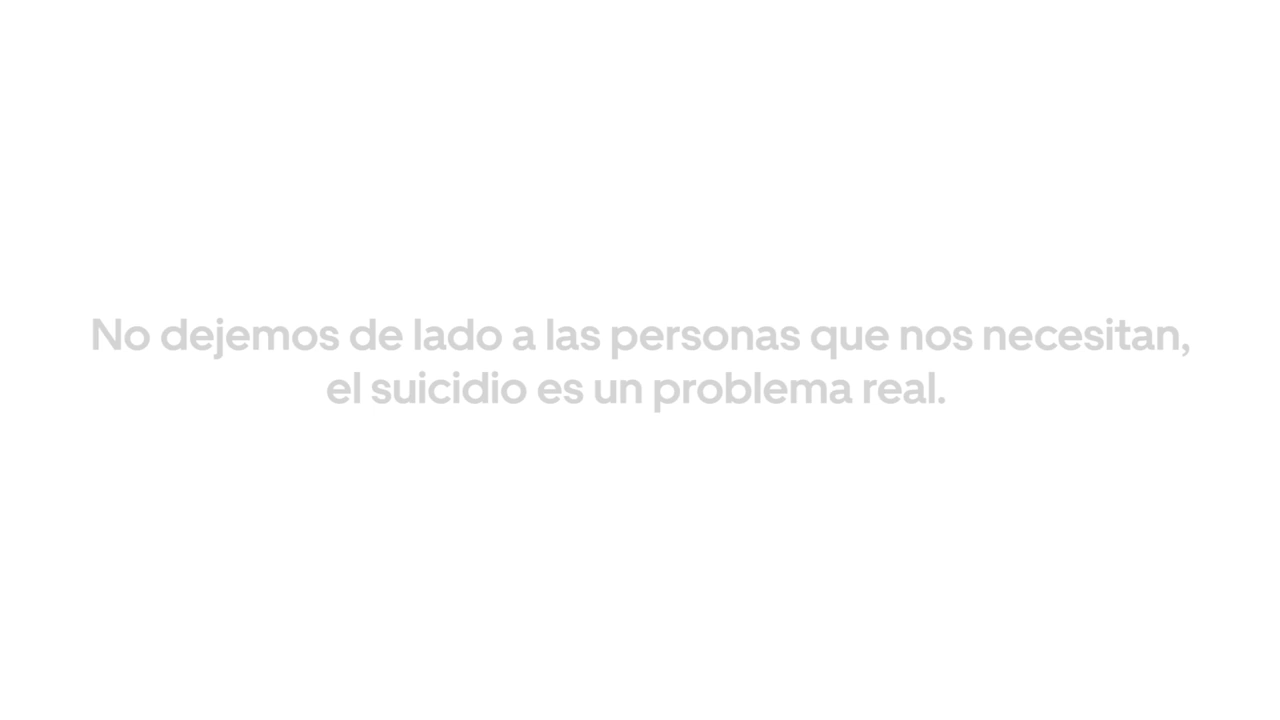 No dejemos de lado a las personas que nos necesitan,
el suicidio es un problema real.